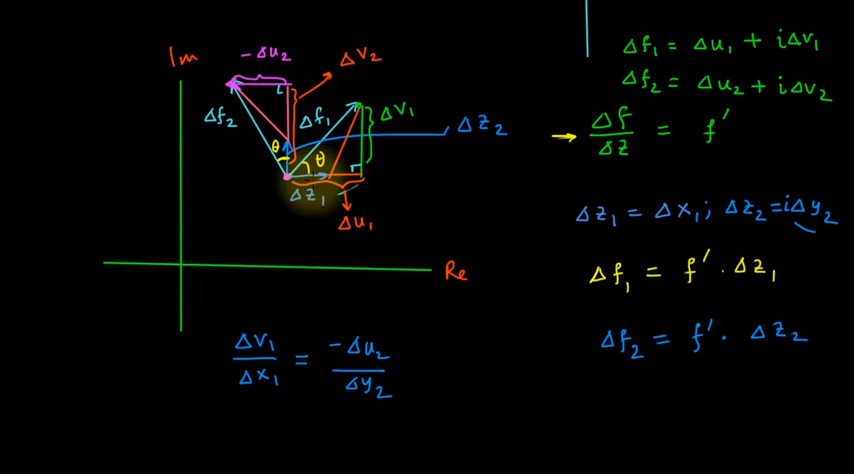 Im
-Δu₂
ΔV₂
Δf₂
Δf₁
ΔV₁
θ
θ
ΔZ₂
ΔZ₁
Δu₁
Re
ΔV₁/Δx₁ = -Δu₂/Δy₂
Δf₁ = Δu₁ + iΔv₁
Δf₂ = Δu₂ + iΔv₂
→ Δf/Δz = f'
ΔZ₁ = Δx₁; ΔZ₂ = iΔy₂
Δf₁ = f' · ΔZ₁
Δf₂ = f' · ΔZ₂